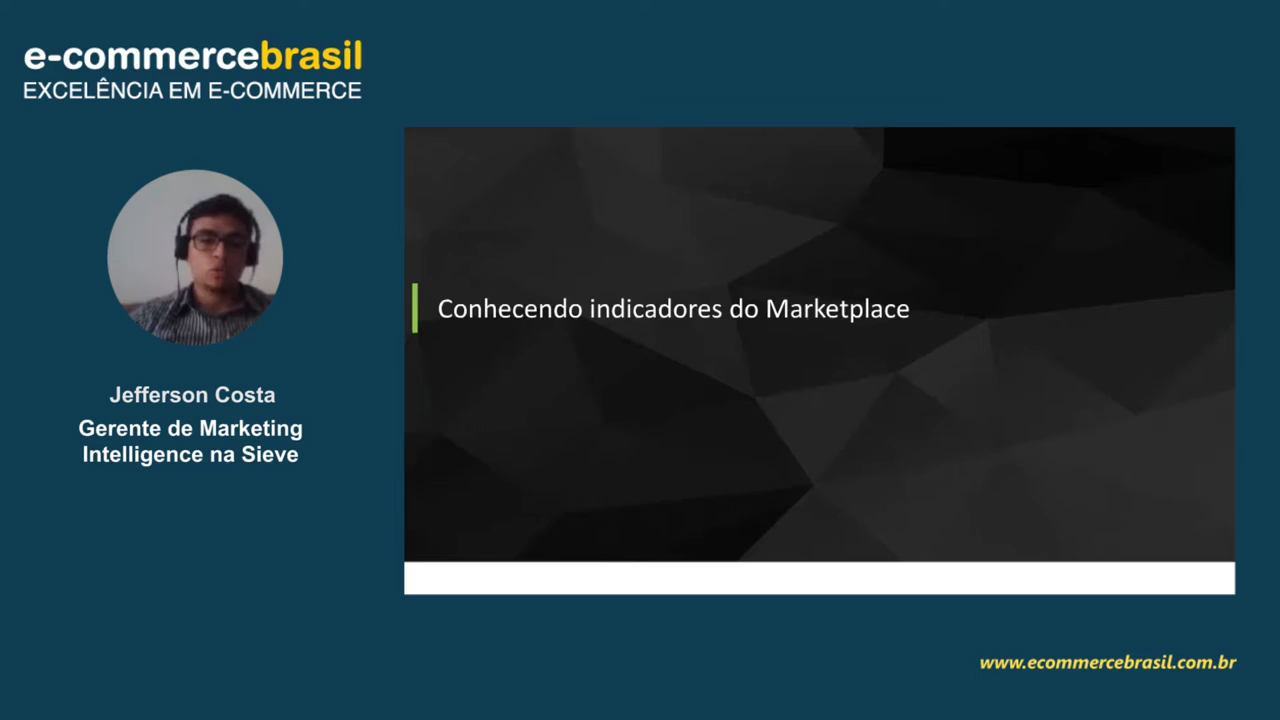 e-commercebrasil
EXCELÊNCIA EM E-COMMERCE
Conhecendo indicadores do Marketplace
Jefferson Costa
Gerente de Marketing
Intelligence na Sieve
www.ecommercebrasil.com.br